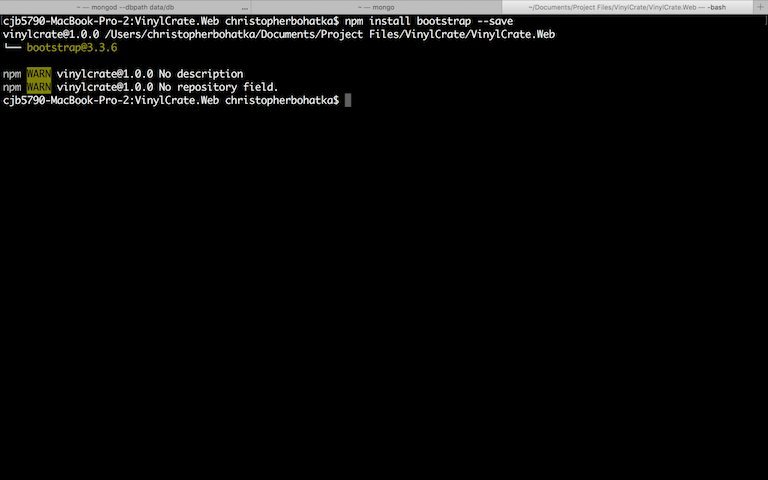 ~ — mongod --dbpath data/db ... ~ — mongo ~/Documents/Project Files/VinylCrate/VinylCrate.Web — -bash +
[cjb5790-MacBook-Pro-2:VinylCrate.Web christopherbohatka$ npm install bootstrap --save ]
vinylcrate@1.0.0 /Users/christopherbohatka/Documents/Project Files/VinylCrate/VinylCrate.Web
└── bootstrap@3.3.6
npm WARN vinylcrate@1.0.0 No description
npm WARN vinylcrate@1.0.0 No repository field.
cjb5790-MacBook-Pro-2:VinylCrate.Web christopherbohatka$